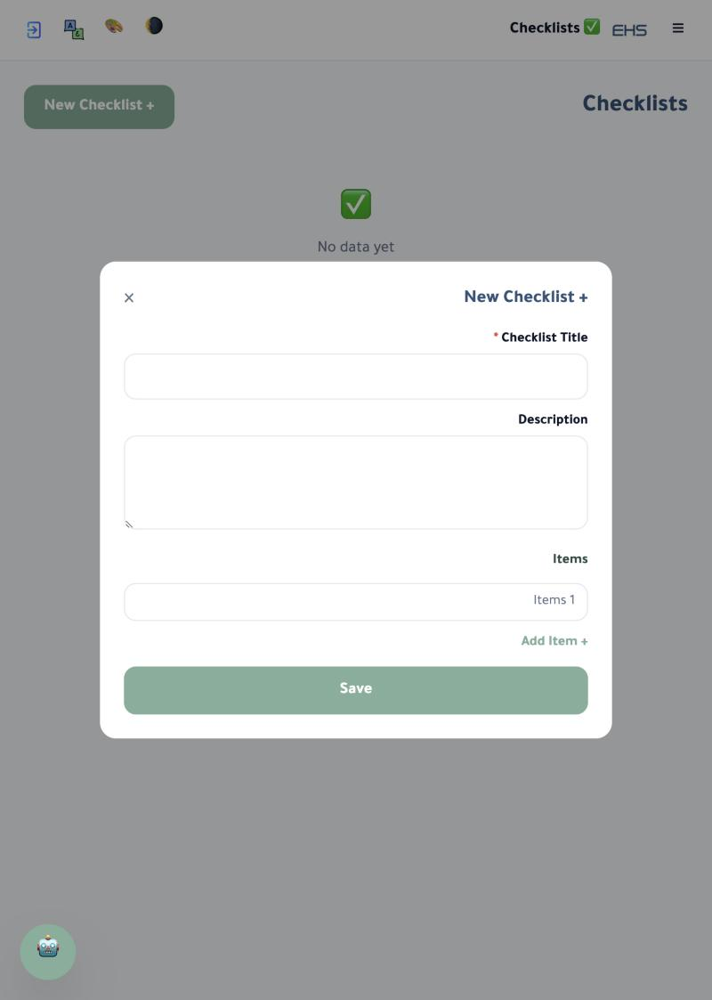 Checklists ✅ EHS ≡
Checklists
New Checklist +
No data yet
New Checklist +
×
* Checklist Title
Description
Items
Items 1
Add Item +
Save